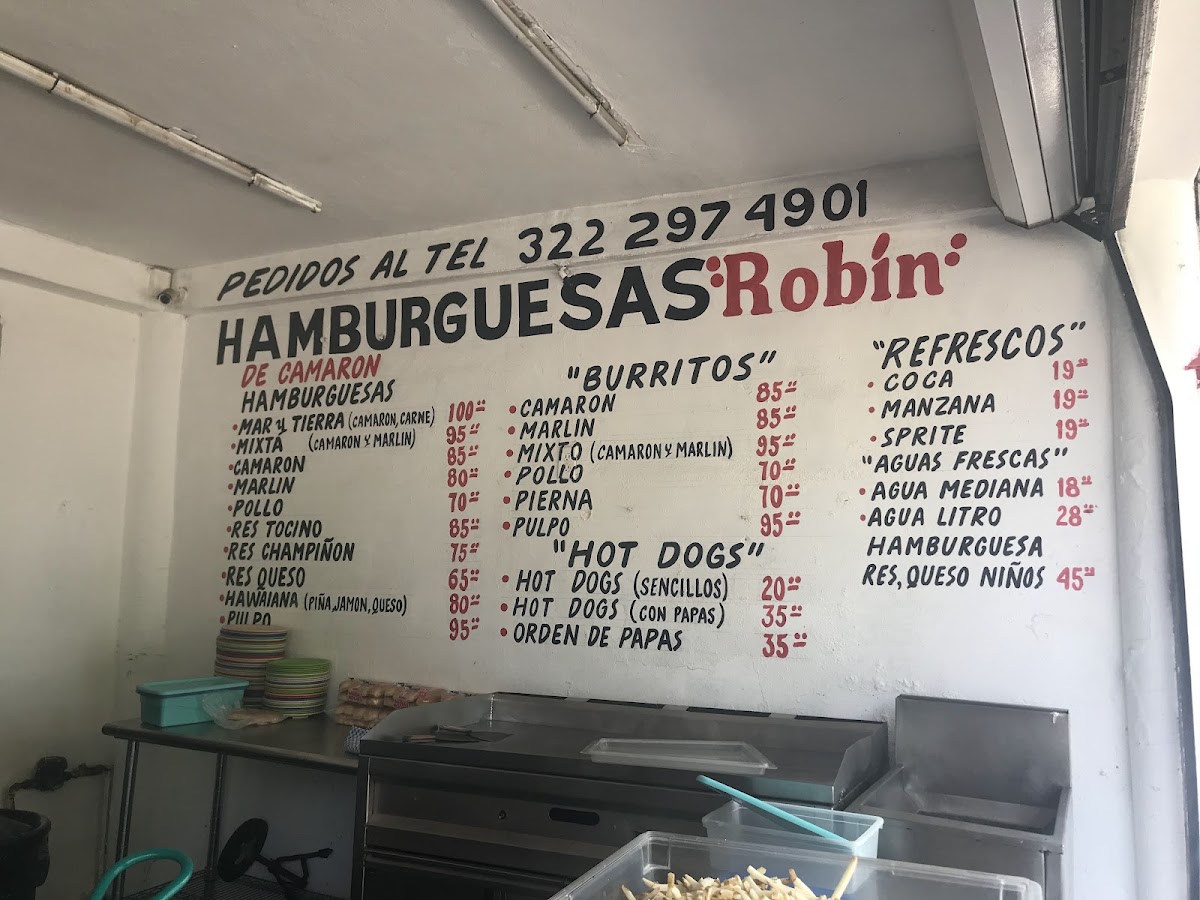 PEDIDOS AL TEL 322 297 4901
HAMBURGUESAS Robín
DE CAMARON
HAMBURGUESAS
MAR Y TIERRA (CAMARON, CARNE) 100
MIXTA (CAMARON Y MARLIN) 95
CAMARON 85
MARLIN 80
POLLO 70
RES TOCINO 85
RES CHAMPIÑON 75
RES QUESO 65
HAWAIANA (PIÑA, JAMON, QUESO) 80
PULPO 95
"BURRITOS"
CAMARON 85
MARLIN 85
MIXTO (CAMARON Y MARLIN) 95
POLLO 70
PIERNA 70
PULPO 95
"HOT DOGS"
HOT DOGS (SENCILLOS) 20
HOT DOGS (CON PAPAS) 35
ORDEN DE PAPAS 35
"REFRESCOS"
COCA 19
MANZANA 19
SPRITE 19
"AGUAS FRESCAS"
AGUA MEDIANA 18
AGUA LITRO 28
HAMBURGUESA
RES, QUESO NIÑOS 45